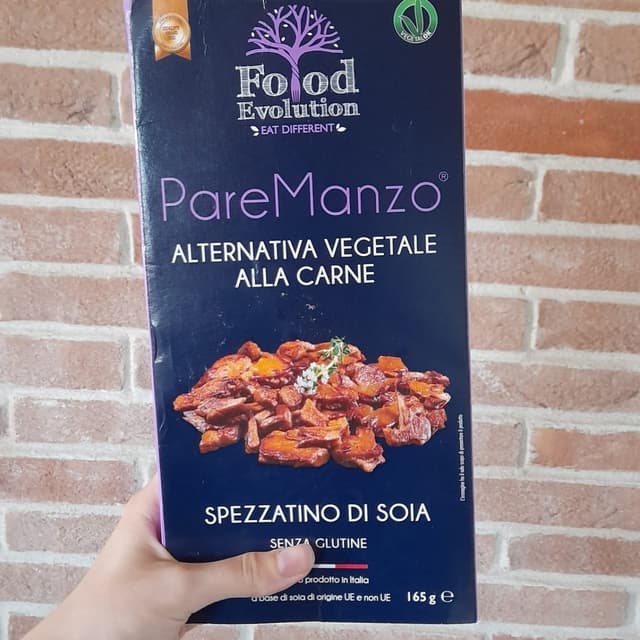 VEGETALOK
Food
Evolution
EAT DIFFERENT
PareManzo®
ALTERNATIVA VEGETALE
ALLA CARNE
SPEZZATINO DI SOIA
SENZA GLUTINE
prodotto in Italia
base di soia di origine UE e non UE
165 g ℮